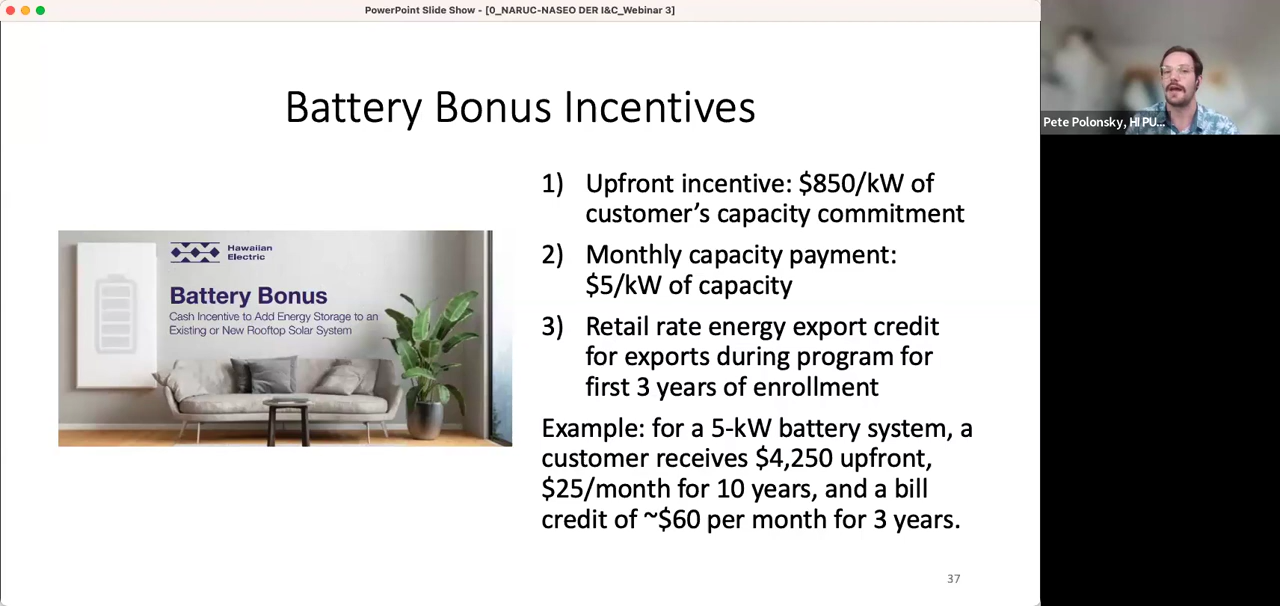 PowerPoint Slide Show - [0_NARUC-NASEO DER I&C_Webinar 3]
Battery Bonus Incentives
Hawaiian
Electric
Battery Bonus
Cash Incentive to Add Energy Storage to an
Existing or New Rooftop Solar System
1) Upfront incentive: $850/kW of
customer’s capacity commitment
2) Monthly capacity payment:
$5/kW of capacity
3) Retail rate energy export credit
for exports during program for
first 3 years of enrollment
Example: for a 5-kW battery system, a
customer receives $4,250 upfront,
$25/month for 10 years, and a bill
credit of ~$60 per month for 3 years.
37
Pete Polonsky, HI PU...